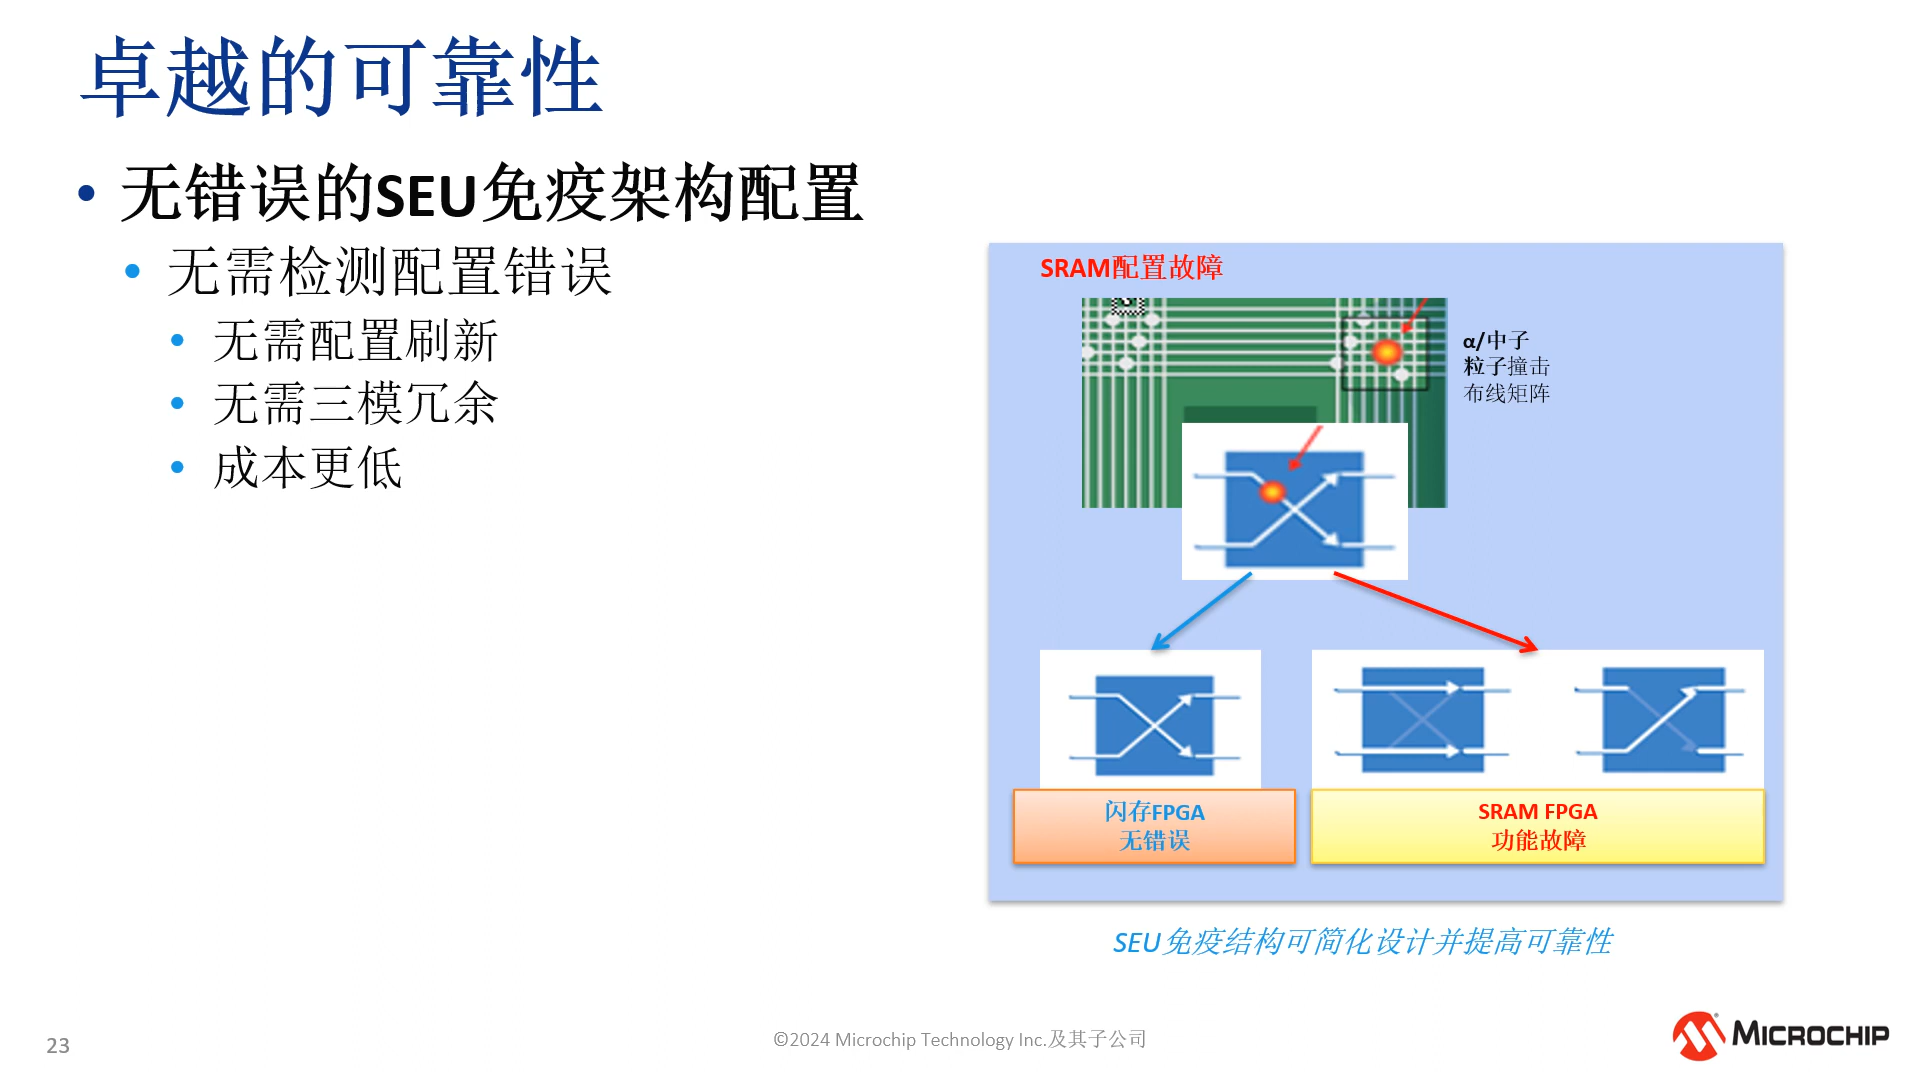 卓越的可靠性
• 无错误的SEU免疫架构配置
• 无需检测配置错误
• 无需配置刷新
• 无需三模冗余
• 成本更低
SRAM配置故障
α/中子
粒子撞击
布线矩阵
闪存FPGA
无错误
SRAM FPGA
功能故障
SEU免疫结构可简化设计并提高可靠性
23
©2024 Microchip Technology Inc.及其子公司
MICROCHIP